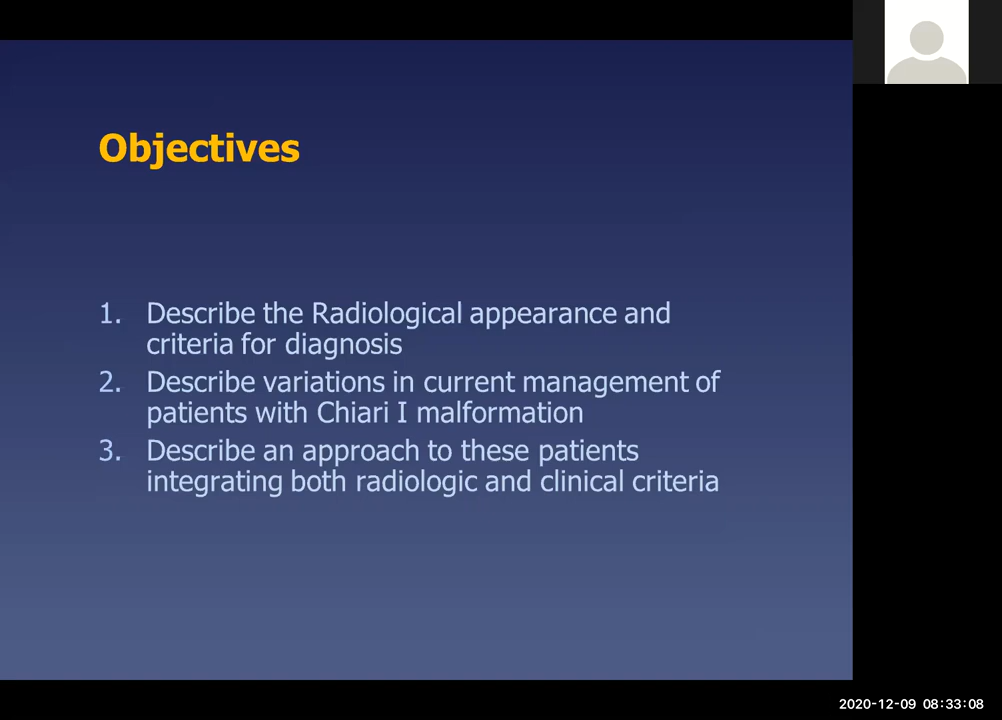 Objectives
1. Describe the Radiological appearance and
criteria for diagnosis
2. Describe variations in current management of
patients with Chiari I malformation
3. Describe an approach to these patients
integrating both radiologic and clinical criteria
2020-12-09 08:33:08